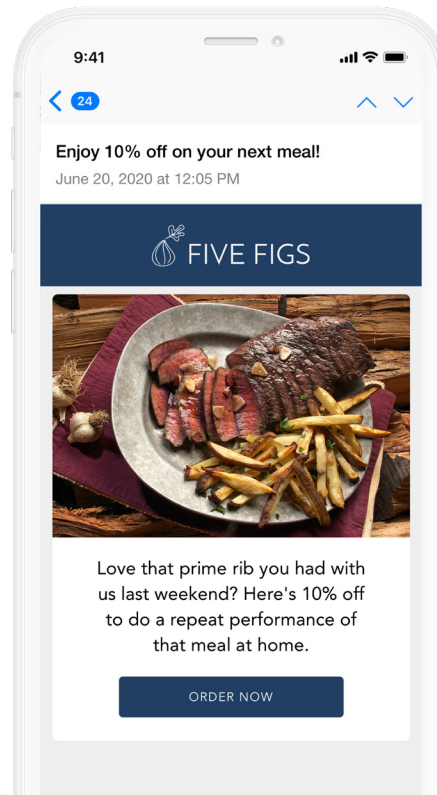 9:41
24
Enjoy 10% off on your next meal!
June 20, 2020 at 12:05 PM
FIVE FIGS
Love that prime rib you had with
us last weekend? Here's 10% off
to do a repeat performance of
that meal at home.
ORDER NOW